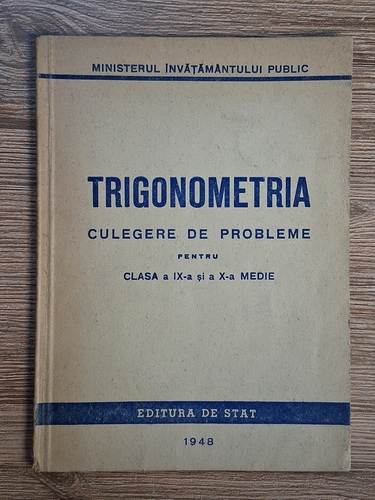 MINISTERUL ÎNVĂȚĂMÂNTULUI PUBLIC
TRIGONOMETRIA
CULEGERE DE PROBLEME
PENTRU
CLASA a IX-a și a X-a MEDIE
EDITURA DE STAT
1948